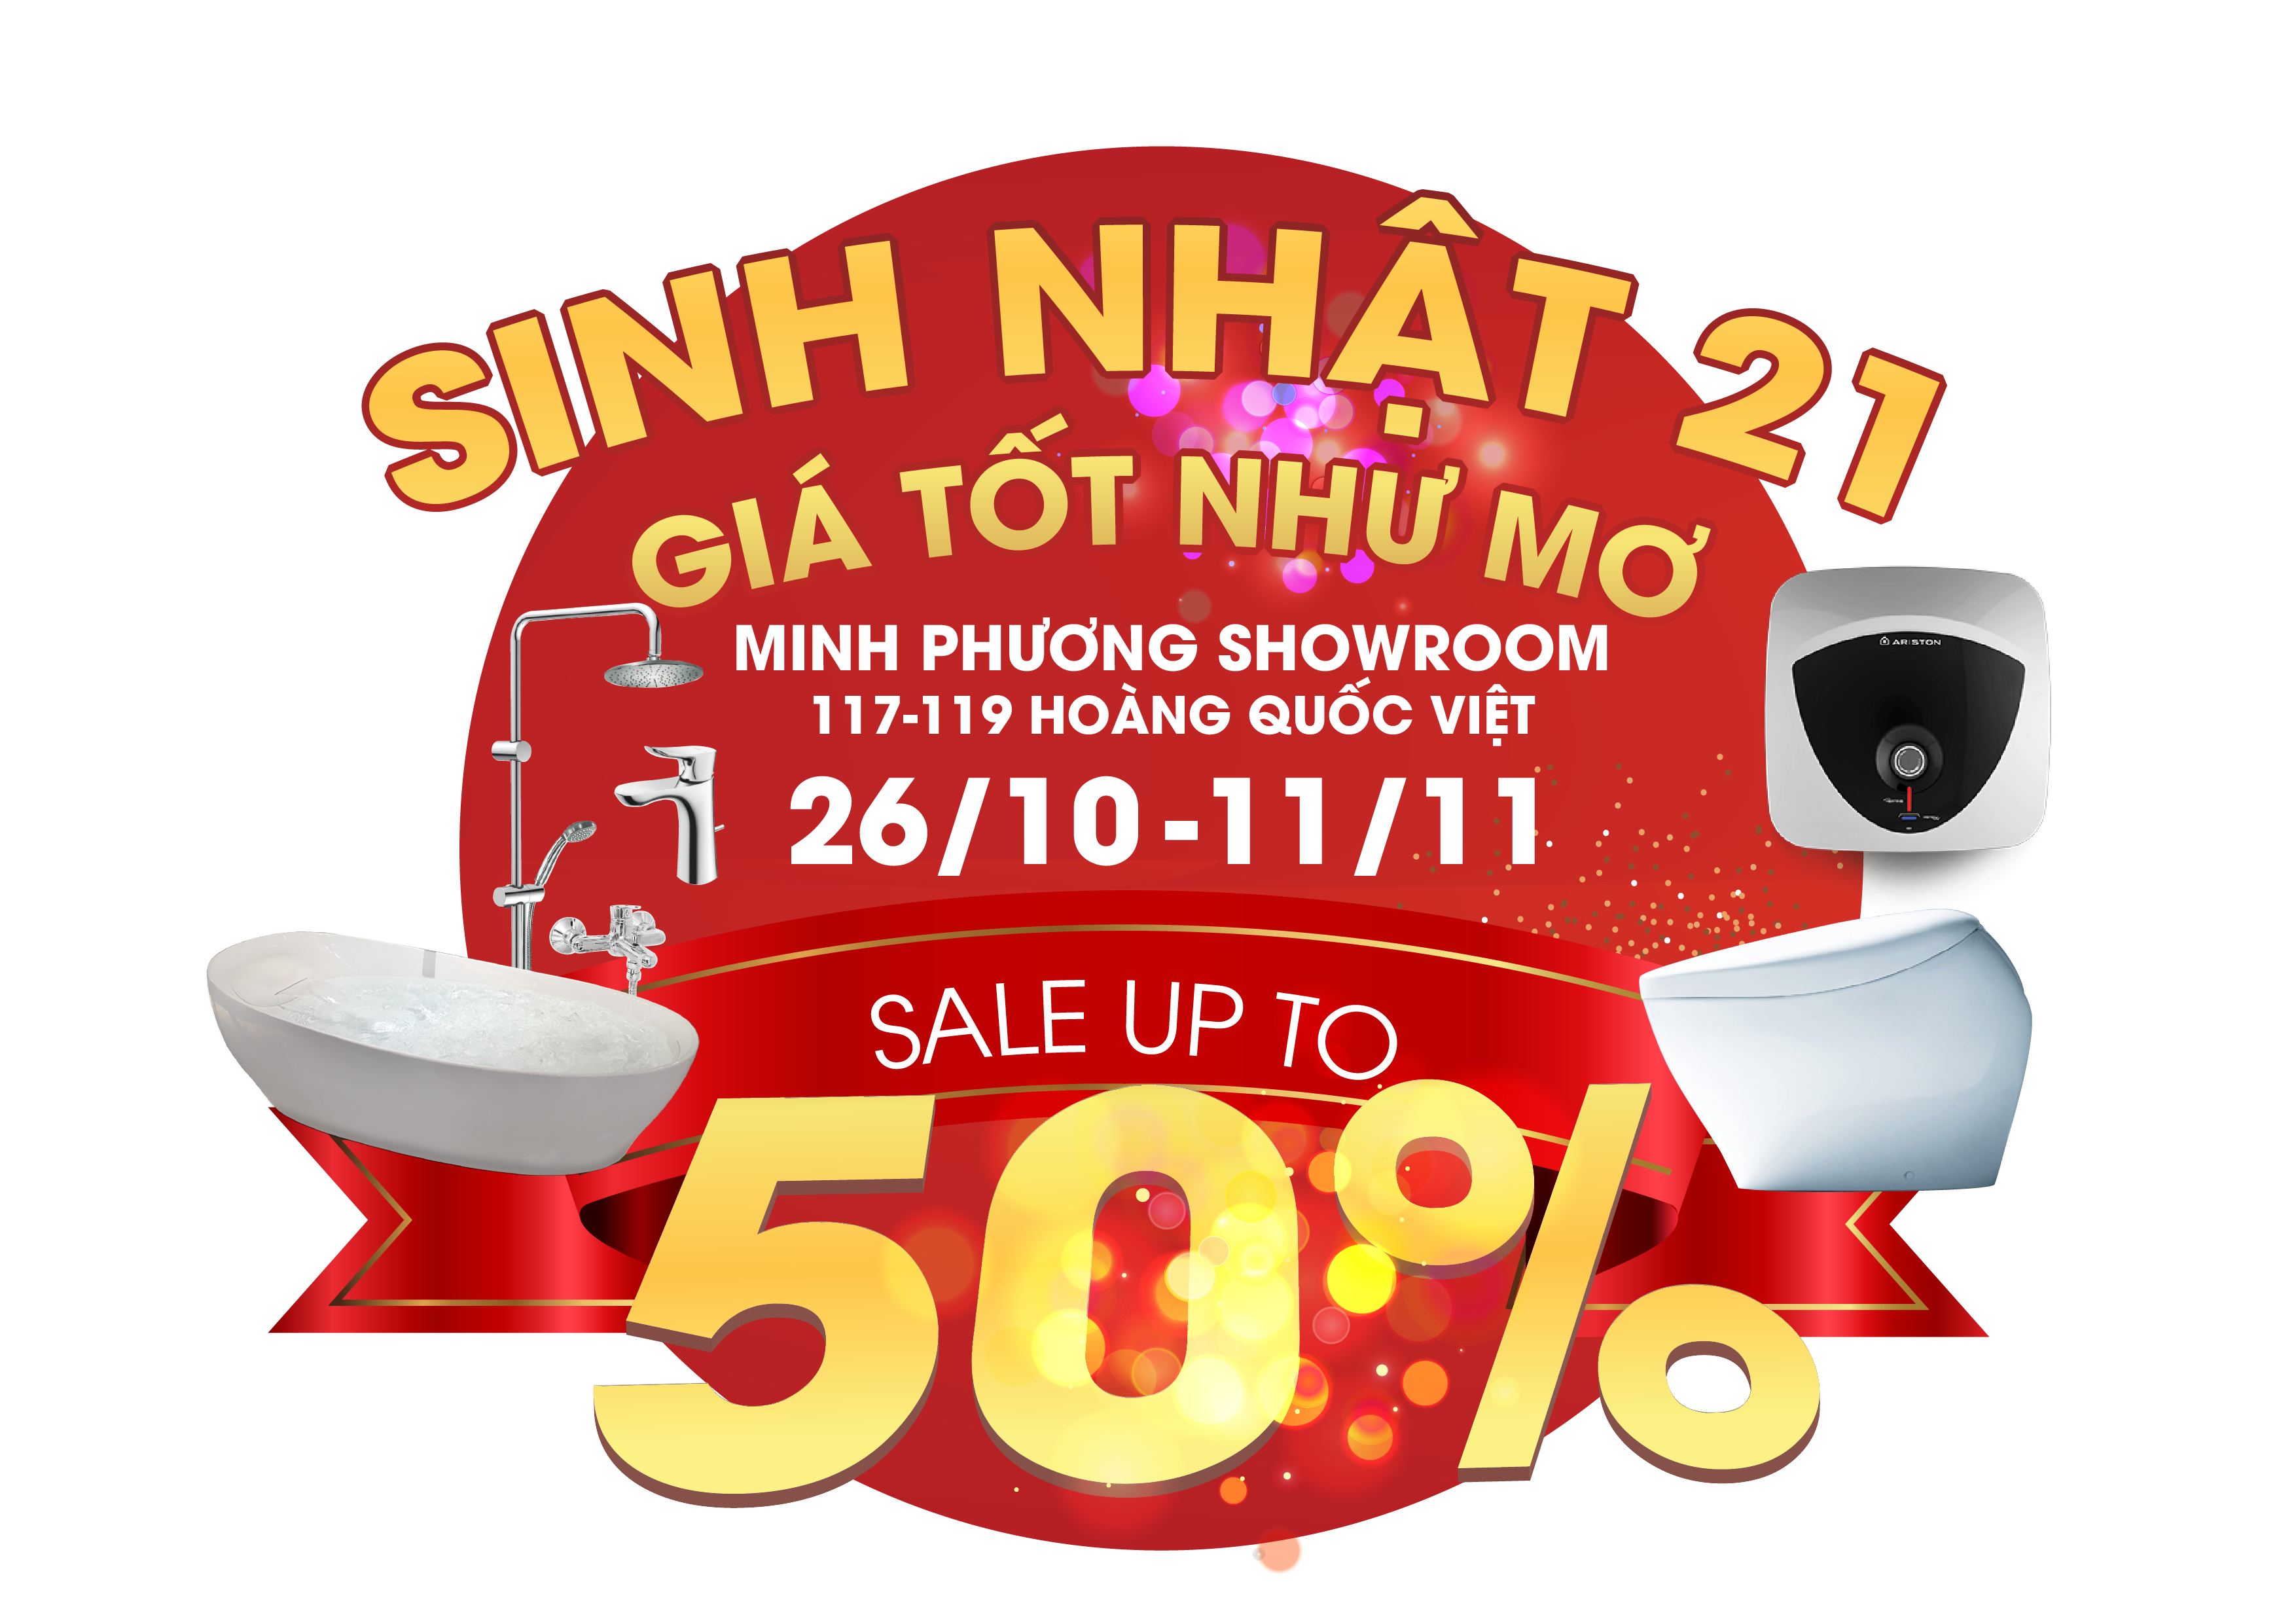 SINH NHẬT 21
GIÁ TỐT NHƯ MƠ
MINH PHƯƠNG SHOWROOM
117-119 HOÀNG QUỐC VIỆT
26/10-11/11
ARISTON
SALE UP TO
50%